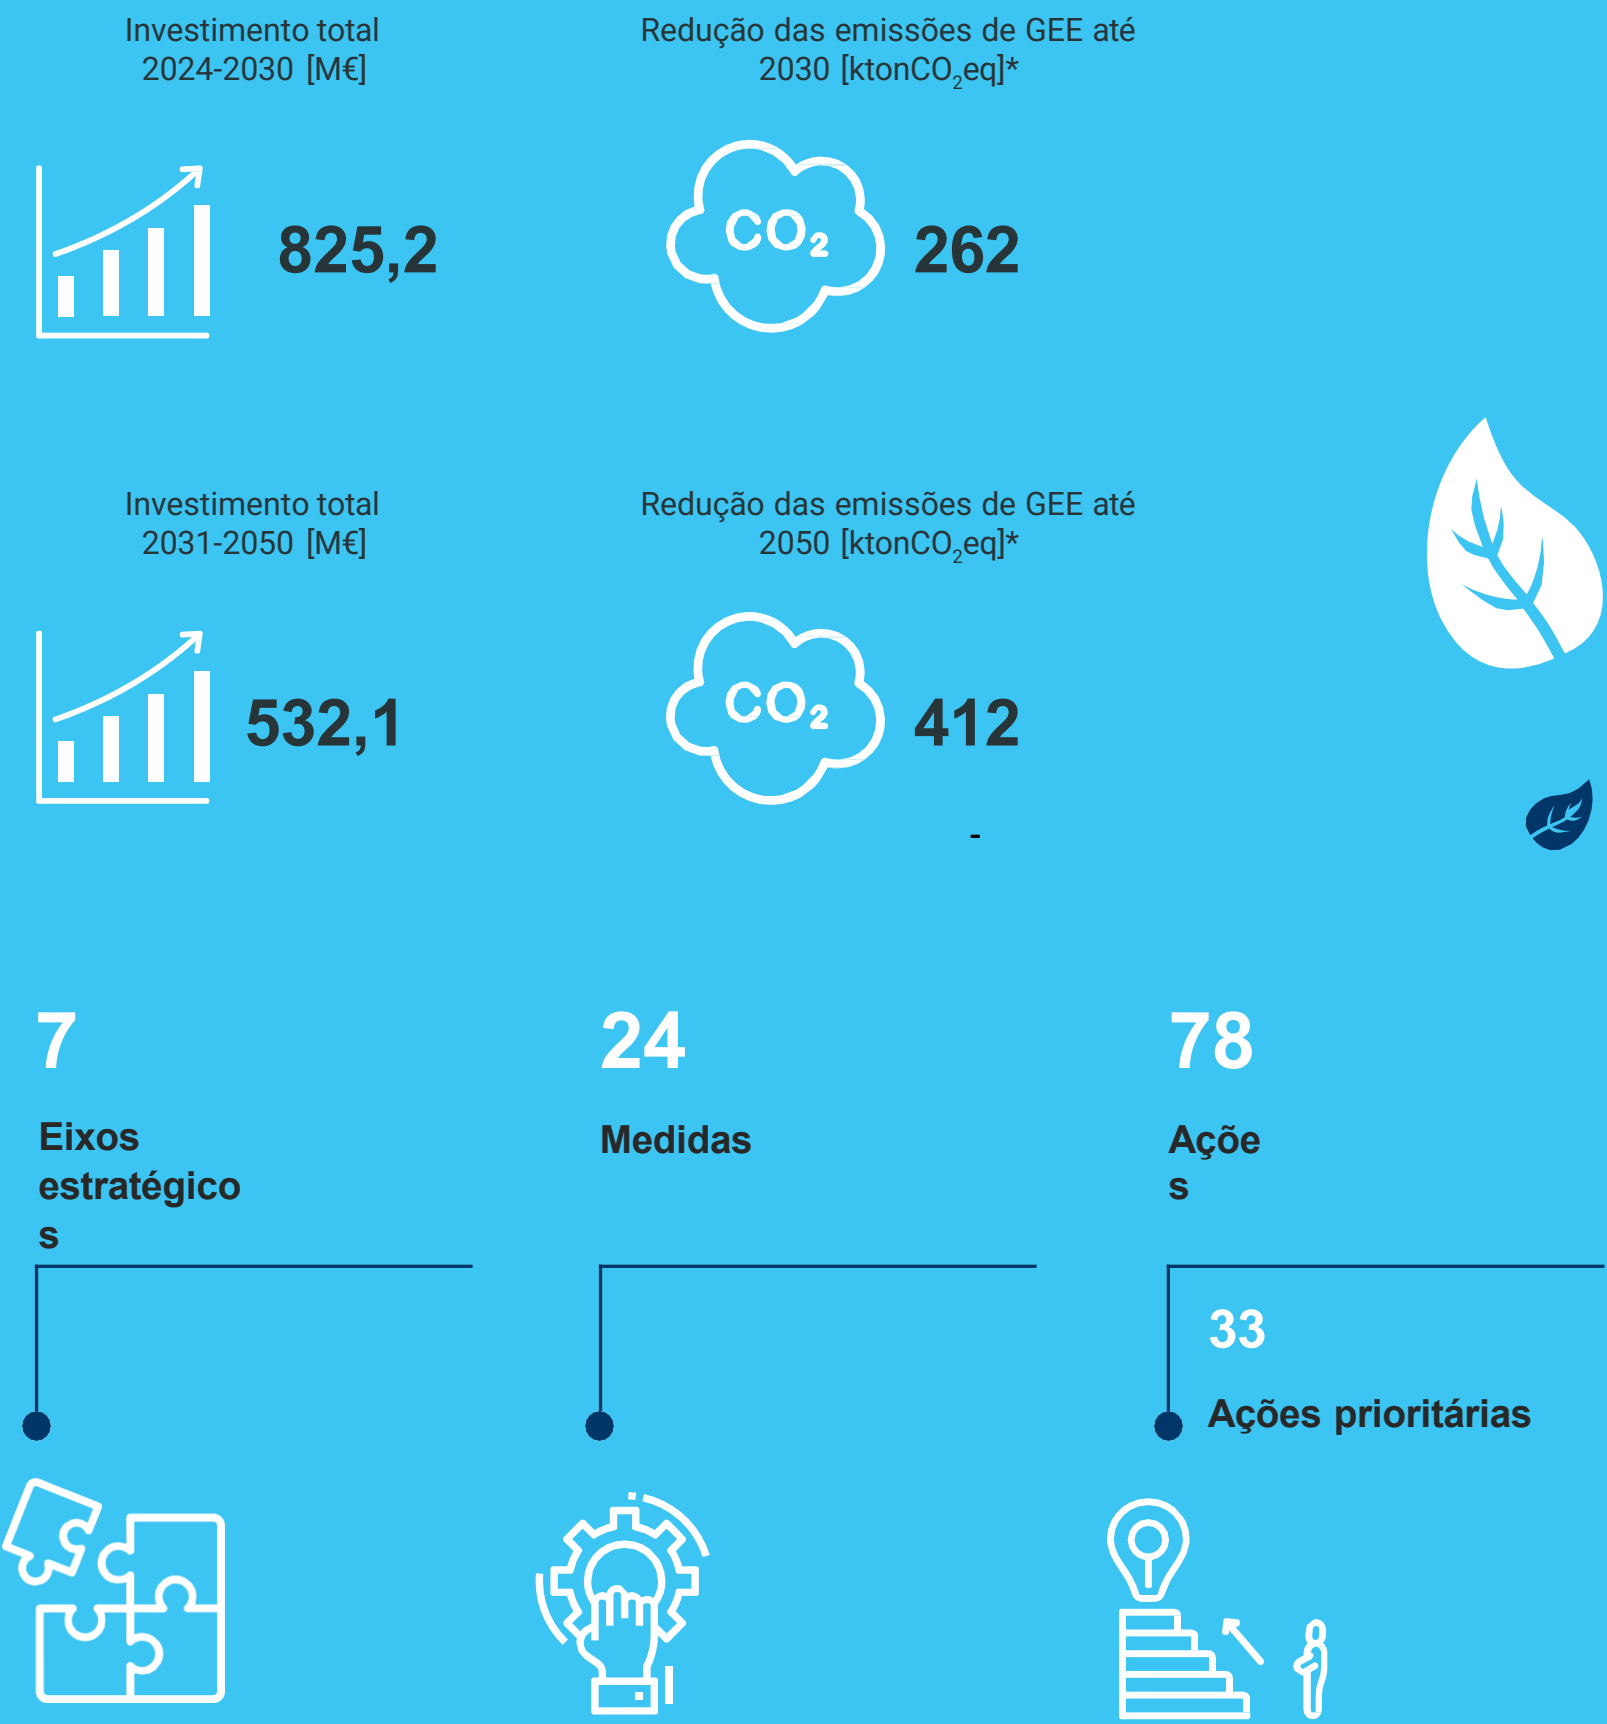 Investimento total
2024-2030 [M€]
Redução das emissões de GEE até
2030 [ktonCO₂eq]*
825,2
CO₂
262
Investimento total
2031-2050 [M€]
Redução das emissões de GEE até
2050 [ktonCO₂eq]*
532,1
CO₂
412
-
7
Eixos
estratégico
s
24
Medidas
78
Açõe
s
33
Ações prioritárias